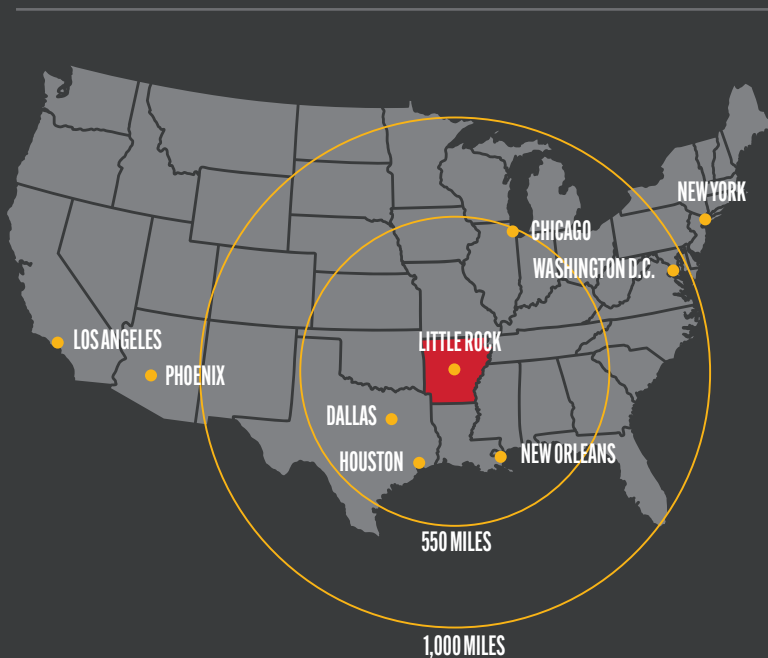 NEW YORK
CHICAGO
WASHINGTON D.C.
LOS ANGELES
LITTLE ROCK
PHOENIX
DALLAS
HOUSTON
NEW ORLEANS
550 MILES
1,000 MILES